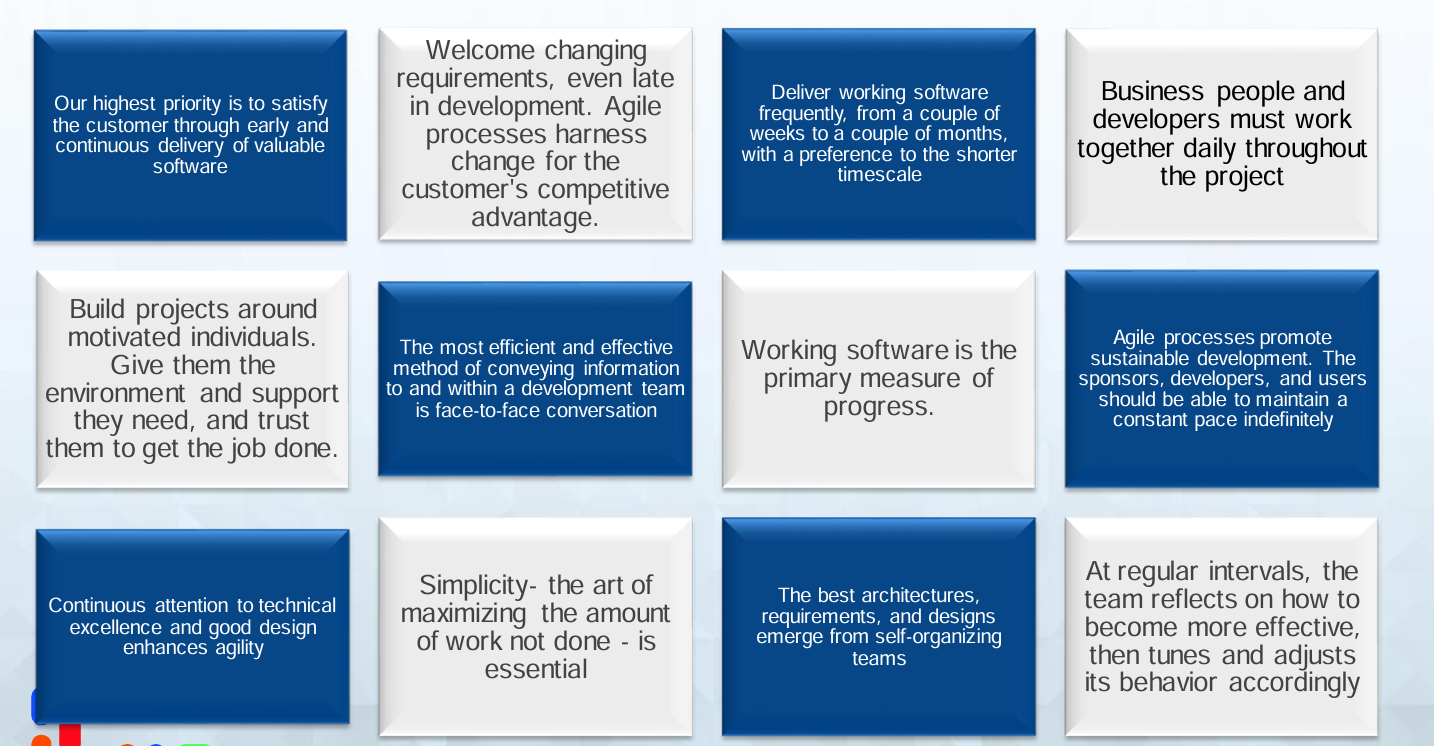 Our highest priority is to satisfy
the customer through early and
continuous delivery of valuable
software
Welcome changing
requirements, even late
in development. Agile
processes harness
change for the
customer's competitive
advantage.
Deliver working software
frequently, from a couple of
weeks to a couple of months,
with a preference to the shorter
timescale
Business people and
developers must work
together daily throughout
the project
Build projects around
motivated individuals.
Give them the
environment and support
they need, and trust
them to get the job done.
The most efficient and effective
method of conveying information
to and within a development team
is face-to-face conversation
Working software is the
primary measure of
progress.
Agile processes promote
sustainable development. The
sponsors, developers, and users
should be able to maintain a
constant pace indefinitely
Continuous attention to technical
excellence and good design
enhances agility
Simplicity- the art of
maximizing the amount
of work not done - is
essential
The best architectures,
requirements, and designs
emerge from self-organizing
teams
At regular intervals, the
team reflects on how to
become more effective,
then tunes and adjusts
its behavior accordingly